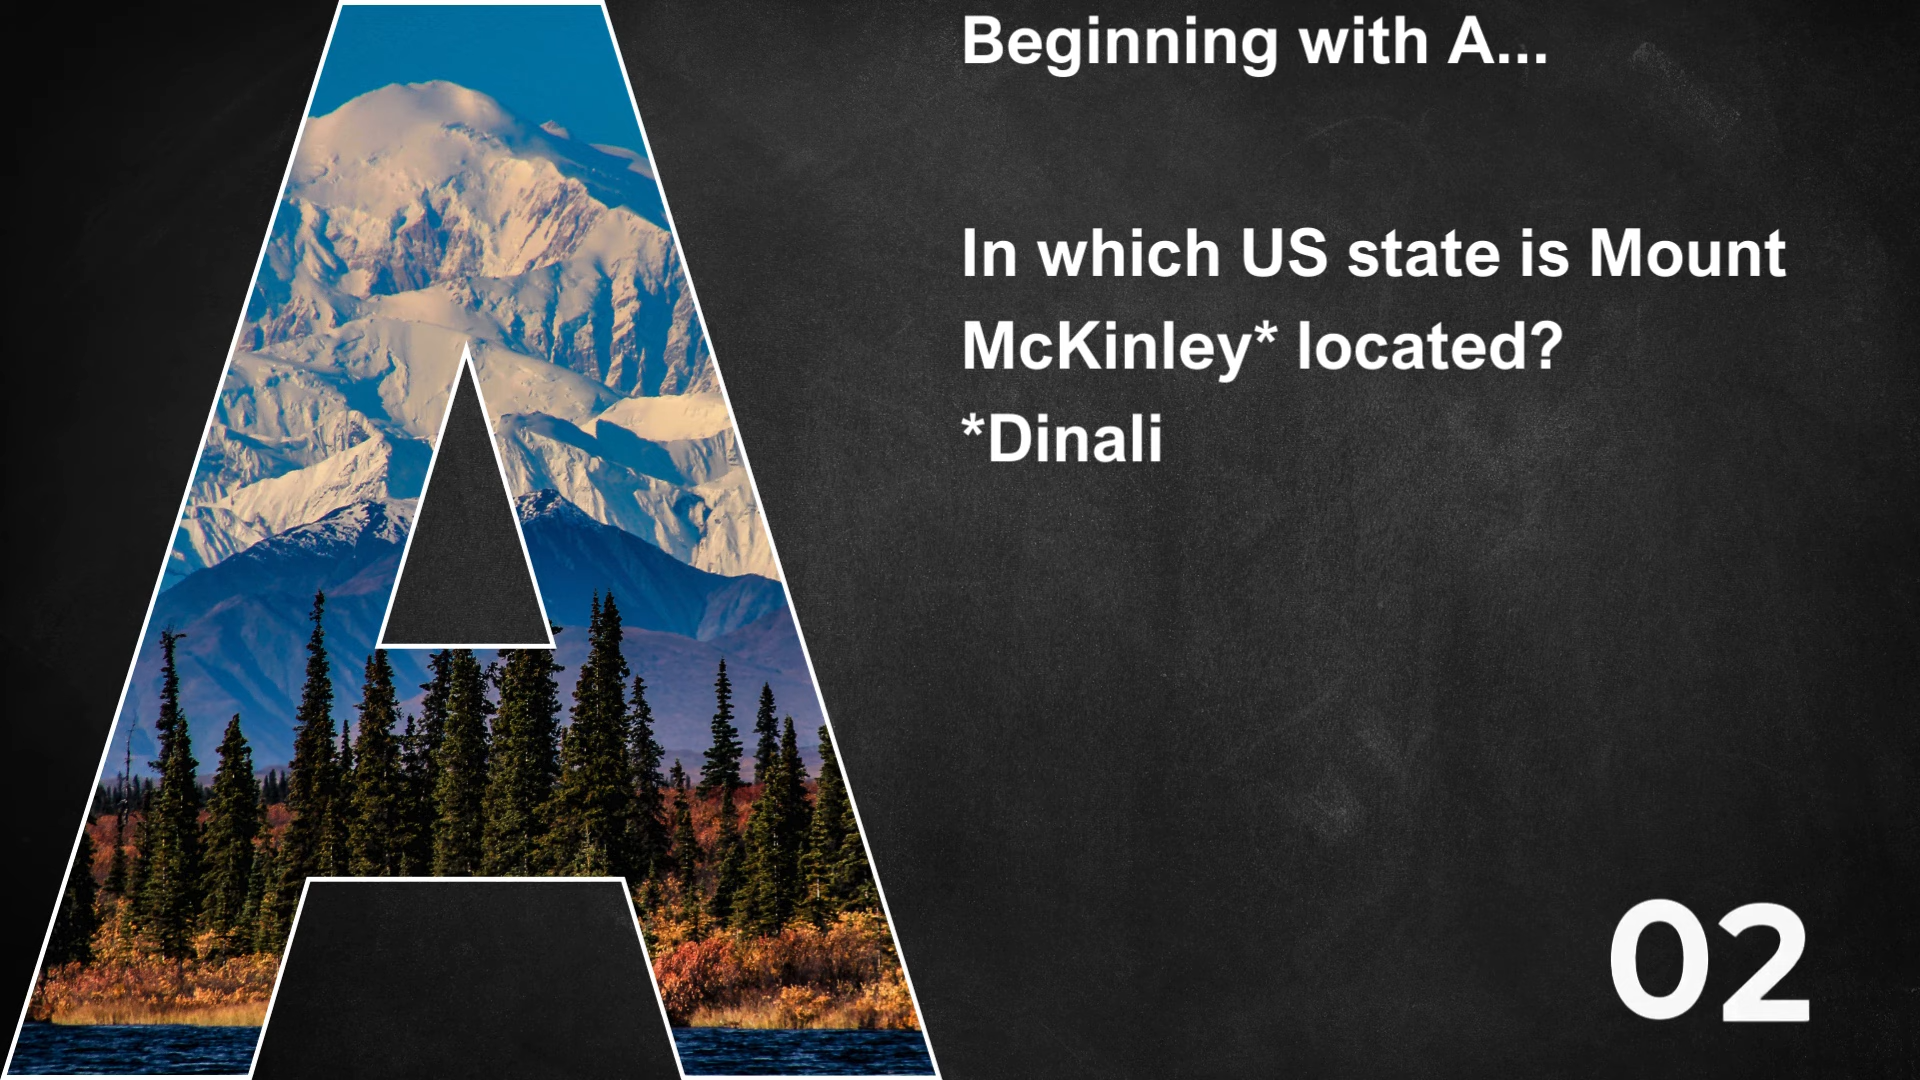 Beginning with A...
In which US state is Mount
McKinley* located?
*Dinali
02